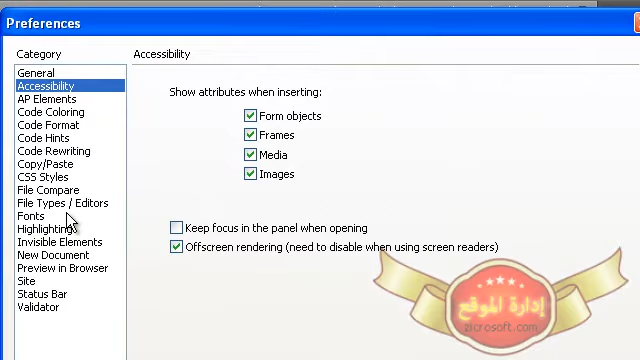 Preferences
Category
Accessibility
General
Accessibility
AP Elements
Code Coloring
Code Format
Code Hints
Code Rewriting
Copy/Paste
CSS Styles
File Compare
File Types / Editors
Fonts
Highlighting
Invisible Elements
New Document
Preview in Browser
Site
Status Bar
Validator
Show attributes when inserting:
Form objects
Frames
Media
Images
Keep focus in the panel when opening
Offscreen rendering (need to disable when using screen readers)
إدارة الموقع
zicrosoft.com